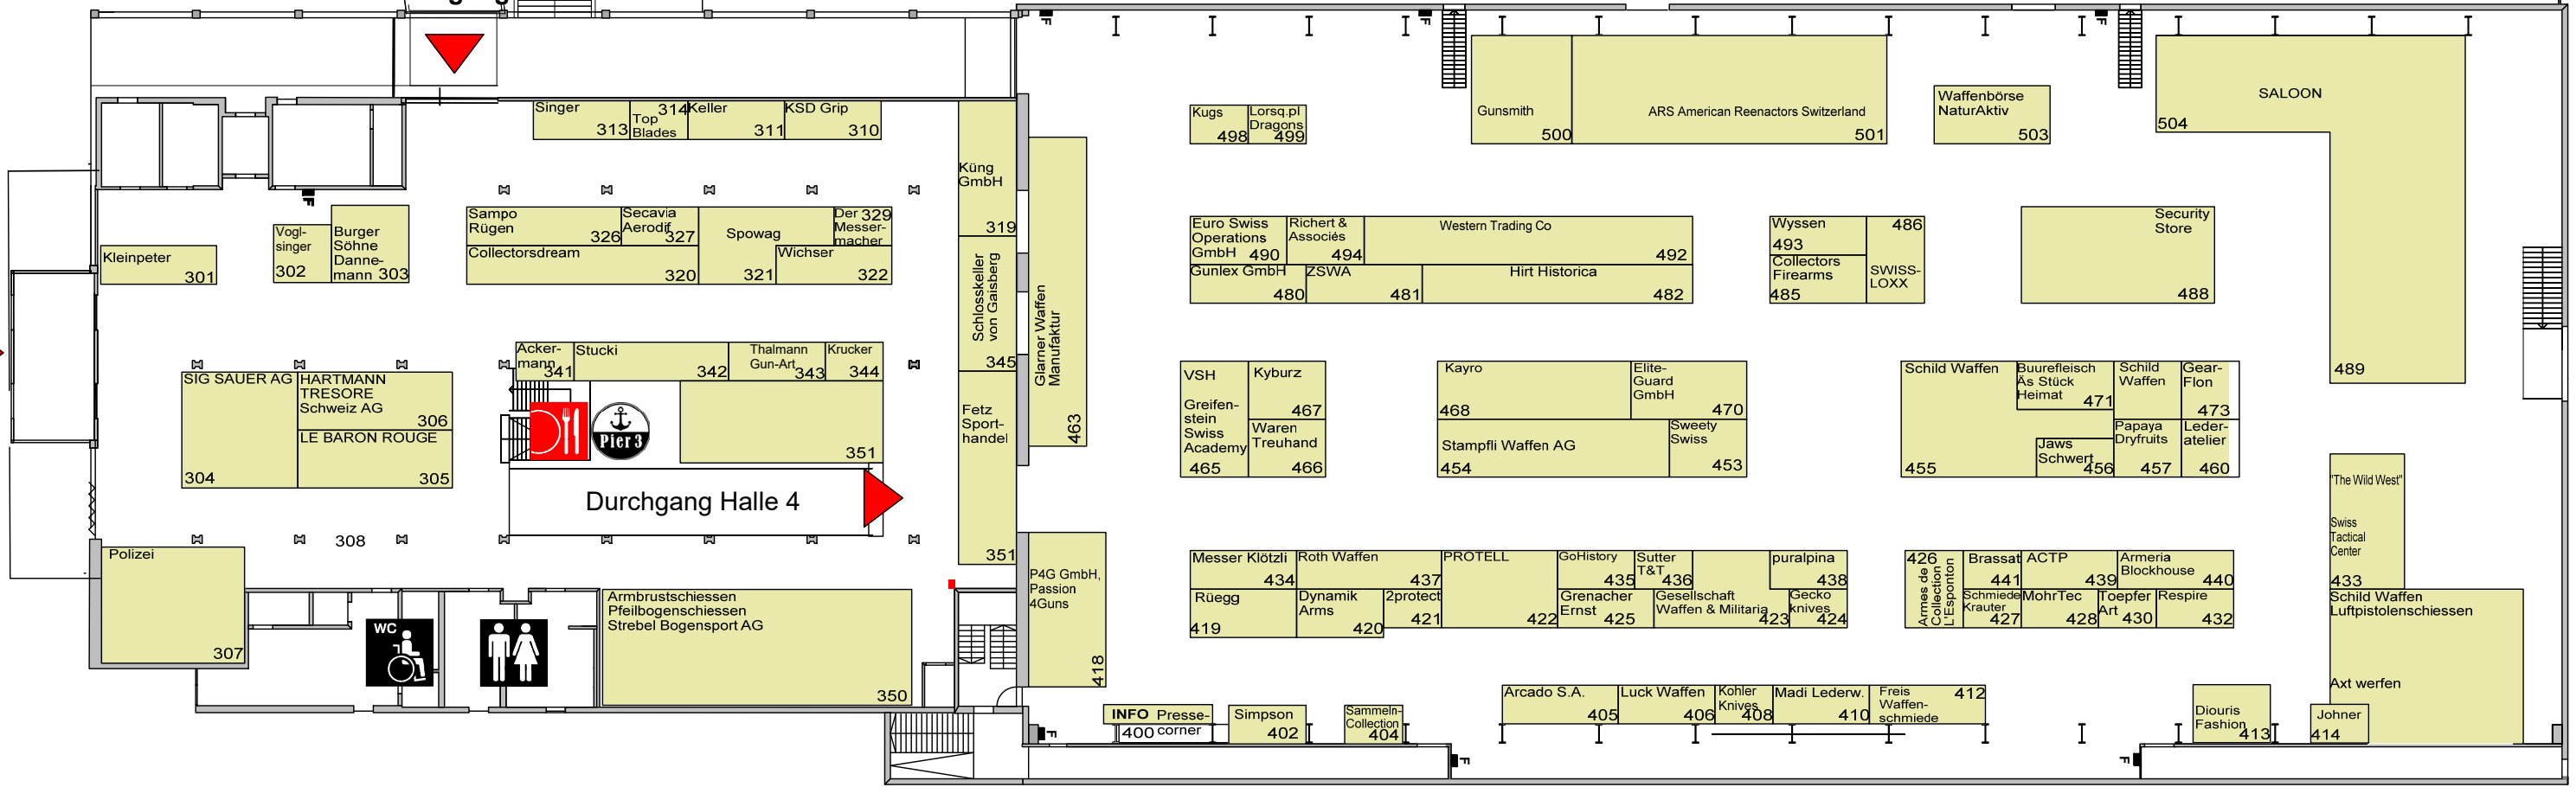 Singer
313
314
Top
Blades
Keller
311
KSD Grip
310
Küng
GmbH
319
Kleinpeter
301
Vogl-
singer
302
Burger
Söhne
Danne-
mann 303
Sampo
Rügen
326
Secavia
Aerodif
327
Spowag
321
Der 329
Messer-
macher
Collectorsdream
320
Wichser
322
Schlosskeller
von Gaisberg
345
Glarner Waffen
Manufaktur
463
Acker-
mann
341
Stucki
342
Thalmann
Gun-Art
343
Krucker
344
SIG SAUER AG
304
HARTMANN
TRESORE
Schweiz AG
306
LE BARON ROUGE
305
Pier 3
351
Fetz
Sport-
handel
351
Durchgang Halle 4
308
Polizei
307
WC
Armbrustschiessen
Pfeilbogenschiessen
Strebel Bogensport AG
350
P4G GmbH,
Passion
4Guns
418
F
F
F
F
Kugs
498
Lorsq.pl
Dragons
499
Gunsmith
500
ARS American Reenactors Switzerland
501
Waffenbörse
NaturAktiv
503
SALOON
504
489
Euro Swiss
Operations
GmbH 490
Richert &
Associés
494
Western Trading Co
492
Gunlex GmbH
480
ZSWA
481
Hirt Historica
482
Wyssen
493
Collectors
Firearms
485
486
SWISS-
LOXX
Security
Store
488
VSH
Greifen-
stein
Swiss
Academy
465
Kyburz
467
Waren
Treuhand
466
Kayro
468
Elite-
Guard
GmbH
470
Stampfli Waffen AG
454
Sweety
Swiss
453
Schild Waffen
455
Buurefleisch
Äs Stück
Heimat
471
Schild
Waffen
Gear-
Flon
473
Jaws
Schwert
456
Papaya
Dryfruits
457
Leder-
atelier
460
"The Wild West"
Swiss
Tactical
Center
433
Messer Klötzli
434
Roth Waffen
437
PROTELL
422
GoHistory
435
Sutter
T&T
436
puralpina
438
Rüegg
419
Dynamik
Arms
420
2protect
421
Grenacher
Ernst
425
Gesellschaft
Waffen & Militaria
423
Gecko
knives
424
426
Armes de
Collection
L'Esponton
Brassat
441
ACTP
439
Armeria
Blockhouse
440
Schmiede
Krauter
427
MohrTec
428
Toepfer
Art
430
Respire
432
Schild Waffen
Luftpistolenschiessen
Axt werfen
INFO Presse-
400 corner
Simpson
402
Sammeln-
Collection
404
Arcado S.A.
405
Luck Waffen
406
Kohler
Knives
408
Madi Lederw.
410
Freis
Waffen-
schmiede
412
Diouris
Fashion
413
Johner
414
F
F
F